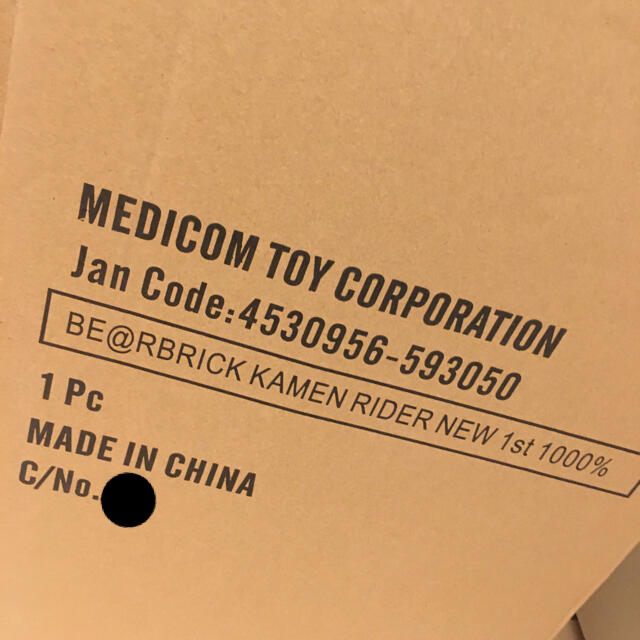 MEDICOM TOY CORPORATION
Jan Code:4530956-593050
BE@RBRICK KAMEN RIDER NEW 1st 1000%
1 Pc
MADE IN CHINA
C/No.